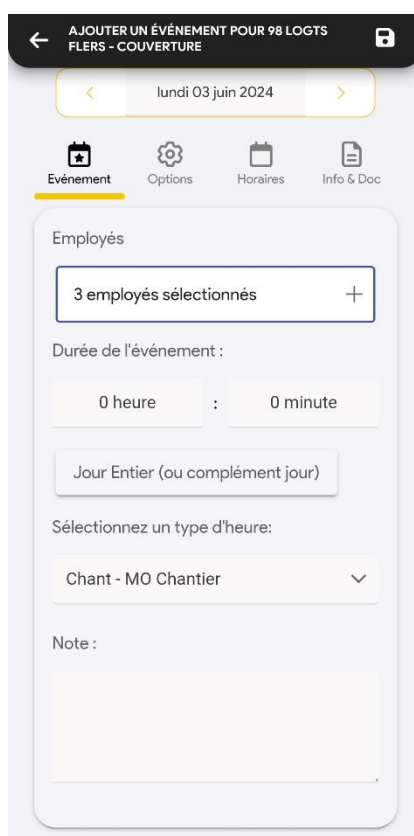 AJOUTER UN ÉVÉNEMENT POUR 98 LOGTS
FLERS - COUVERTURE
lundi 03 juin 2024
Evénement Options Horaires Info & Doc
Employés
3 employés sélectionnés
Durée de l'événement :
0 heure : 0 minute
Jour Entier (ou complément jour)
Sélectionnez un type d'heure:
Chant - MO Chantier
Note :